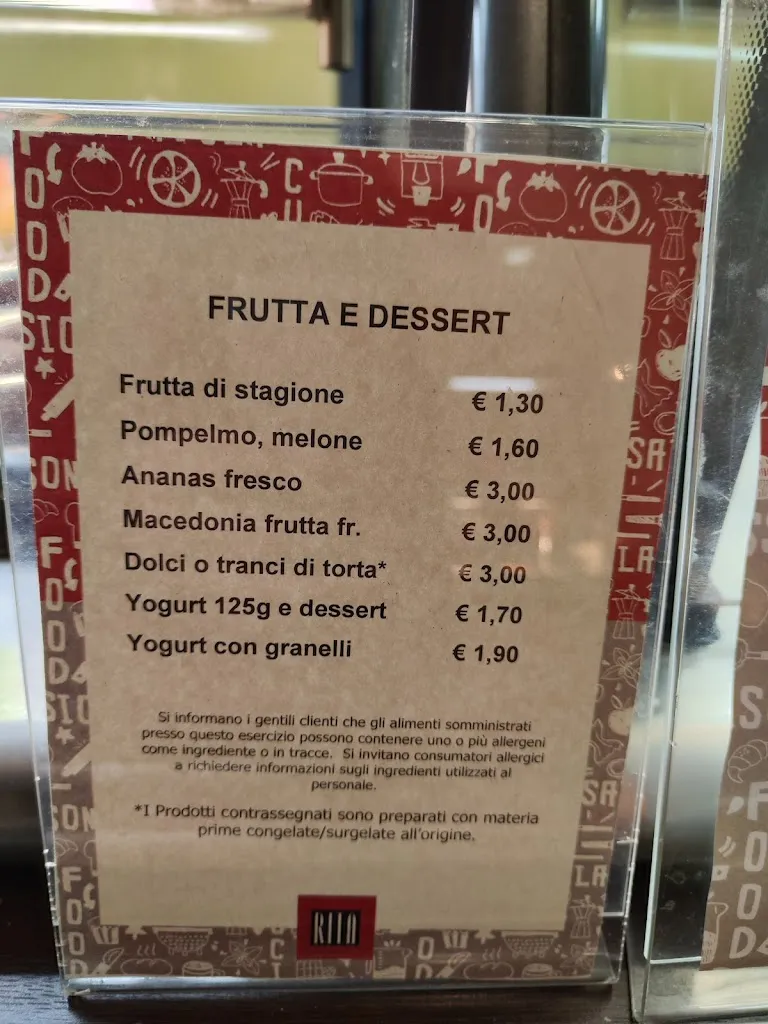 FRUTTA E DESSERT
Frutta di stagione € 1,30
Pompelmo, melone € 1,60
Ananas fresco € 3,00
Macedonia frutta fr. € 3,00
Dolci o tranci di torta* € 3,00
Yogurt 125g e dessert € 1,70
Yogurt con granelli € 1,90
Si informano i gentili clienti che gli alimenti somministrati
presso questo esercizio possono contenere uno o più allergeni
come ingrediente o in tracce. Si invitano consumatori allergici
a richiedere informazioni sugli ingredienti utilizzati al
personale.
*I Prodotti contrassegnati sono preparati con materia
prime congelate/surgelate all'origine.
FOOD
FOOD